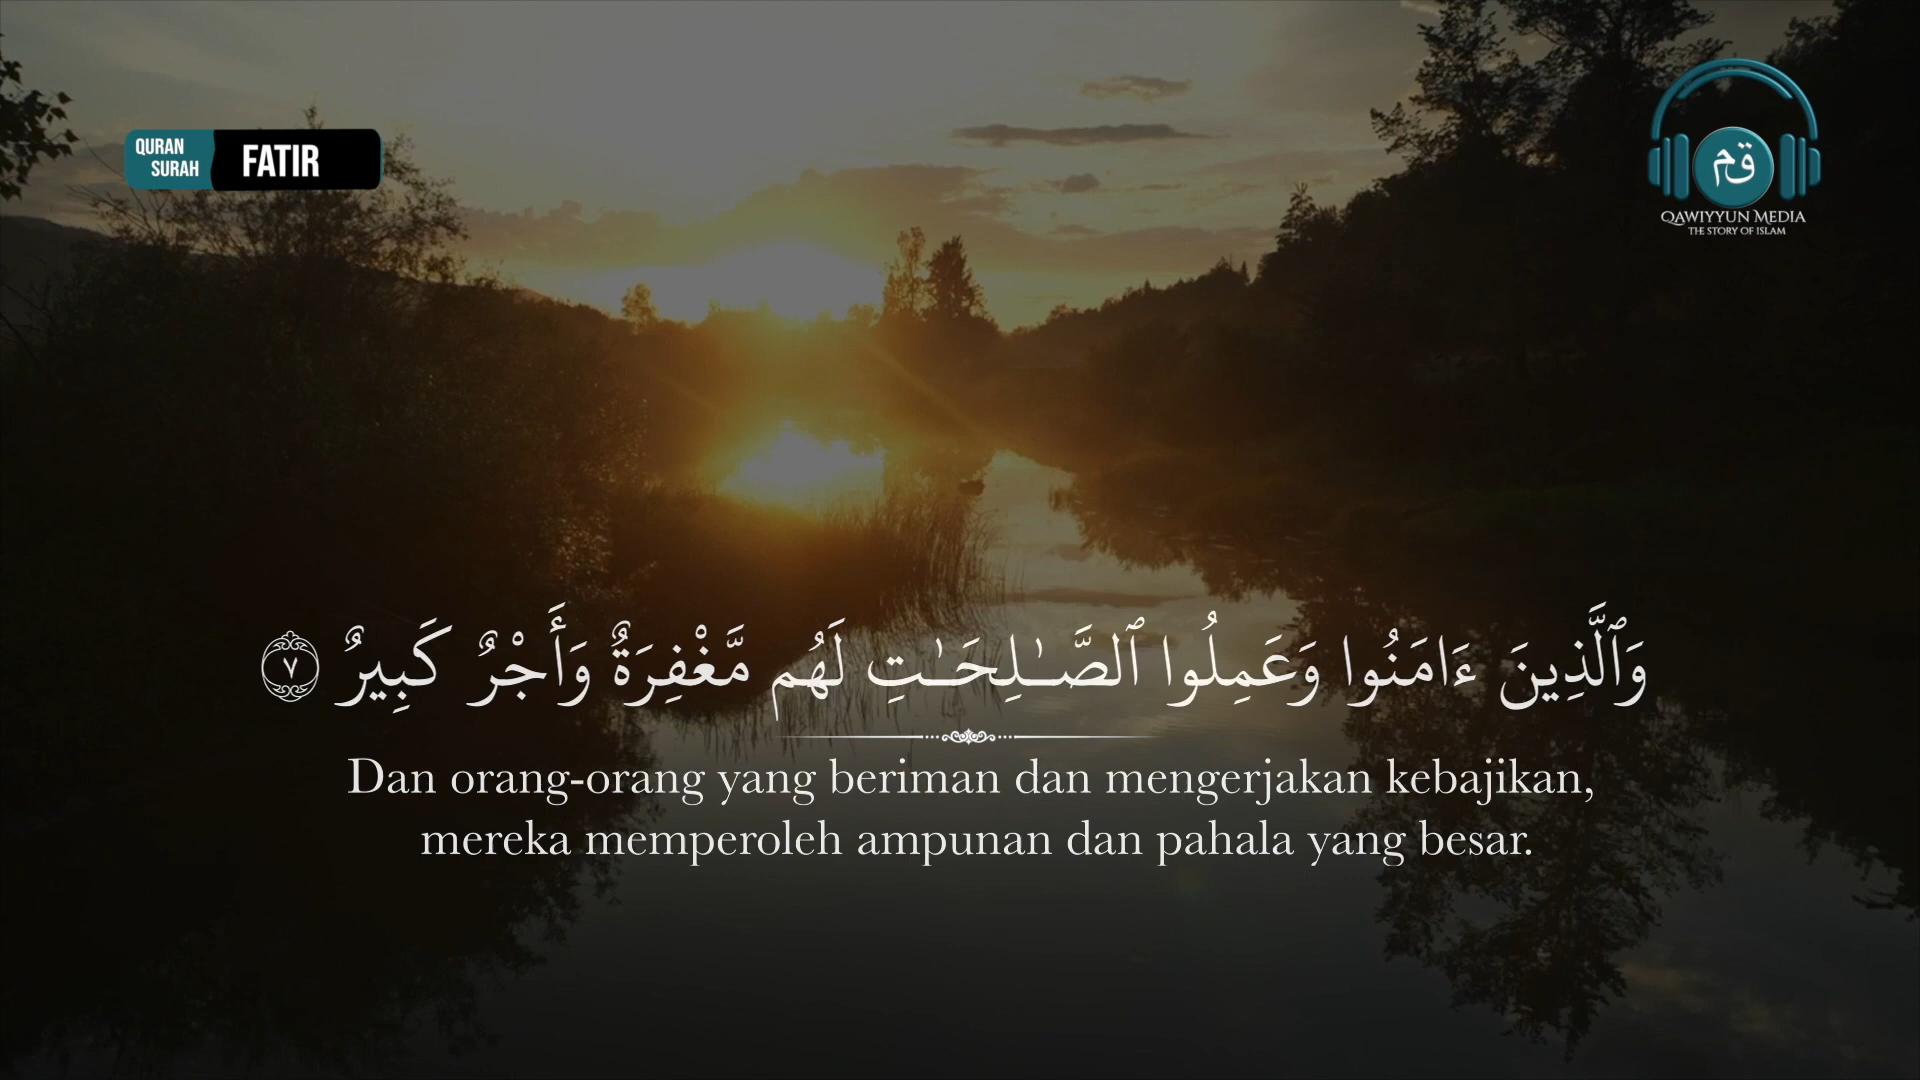 QURAN
SURAH
FATIR
قم
QAWIYYUN MEDIA
THE STORY OF ISLAM
وَٱلَّذِينَ ءَامَنُوا وَعَمِلُوا ٱلصَّـٰلِحَـٰتِ لَهُم مَّغْفِرَةٌ وَأَجْرٌ كَبِيرٌ ٧
Dan orang-orang yang beriman dan mengerjakan kebajikan,
mereka memperoleh ampunan dan pahala yang besar.